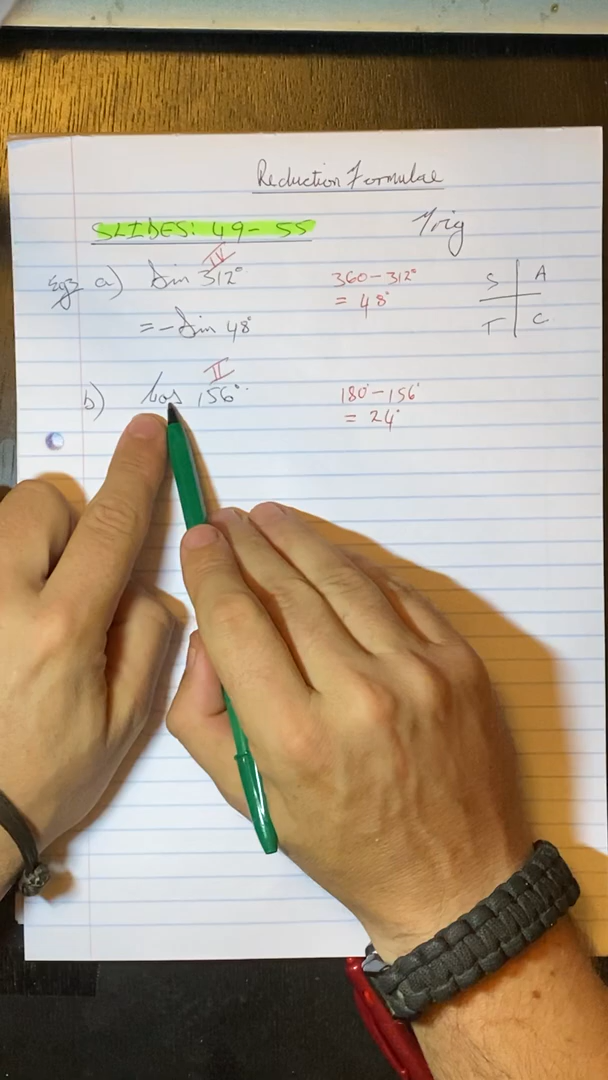 Reduction Formulae
SLIDES: 49-55
Trig
Eg3 a) Sin 312°
IV
360-312°
= 48°
S A
T C
= -Sin 48°
b) Cos 156°
II
180°-156°
= 24°